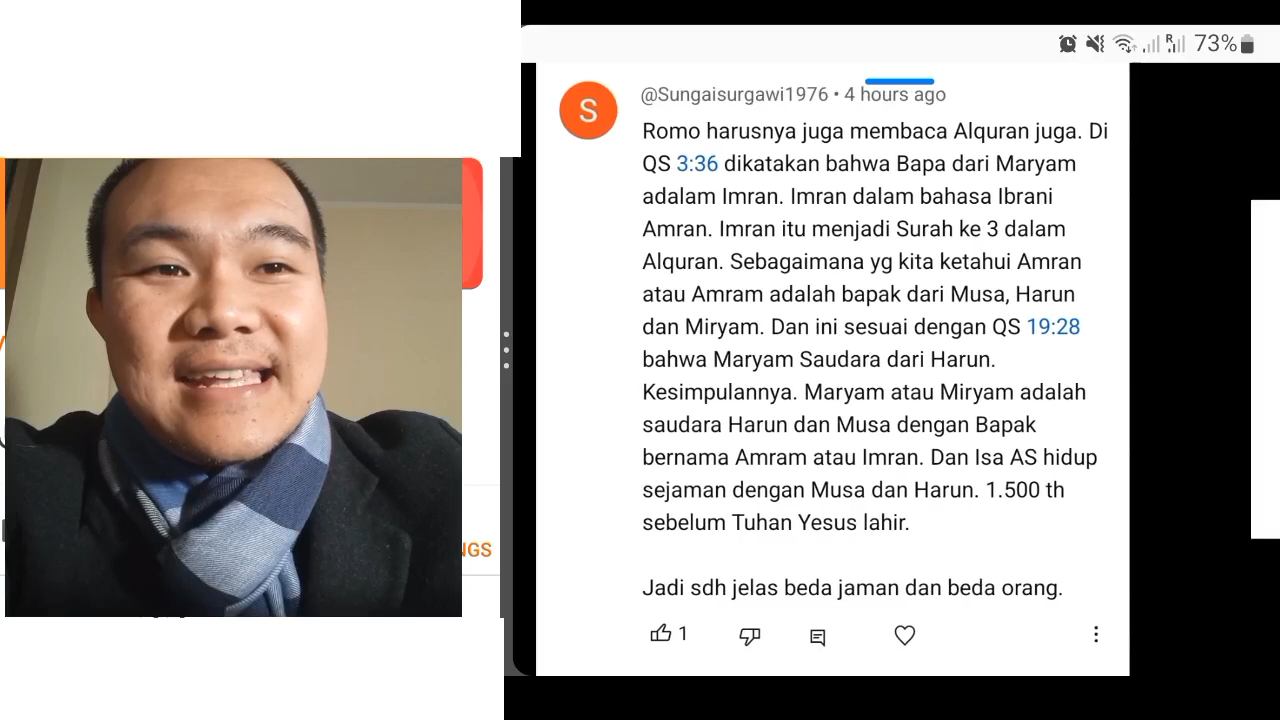 73%
S
@Sungaisurgawi1976 • 4 hours ago
Romo harusnya juga membaca Alquran juga. Di
QS 3:36 dikatakan bahwa Bapa dari Maryam
adalam Imran. Imran dalam bahasa Ibrani
Amran. Imran itu menjadi Surah ke 3 dalam
Alquran. Sebagaimana yg kita ketahui Amran
atau Amram adalah bapak dari Musa, Harun
dan Miryam. Dan ini sesuai dengan QS 19:28
bahwa Maryam Saudara dari Harun.
Kesimpulannya. Maryam atau Miryam adalah
saudara Harun dan Musa dengan Bapak
bernama Amram atau Imran. Dan Isa AS hidup
sejaman dengan Musa dan Harun. 1.500 th
sebelum Tuhan Yesus lahir.
Jadi sdh jelas beda jaman dan beda orang.
1